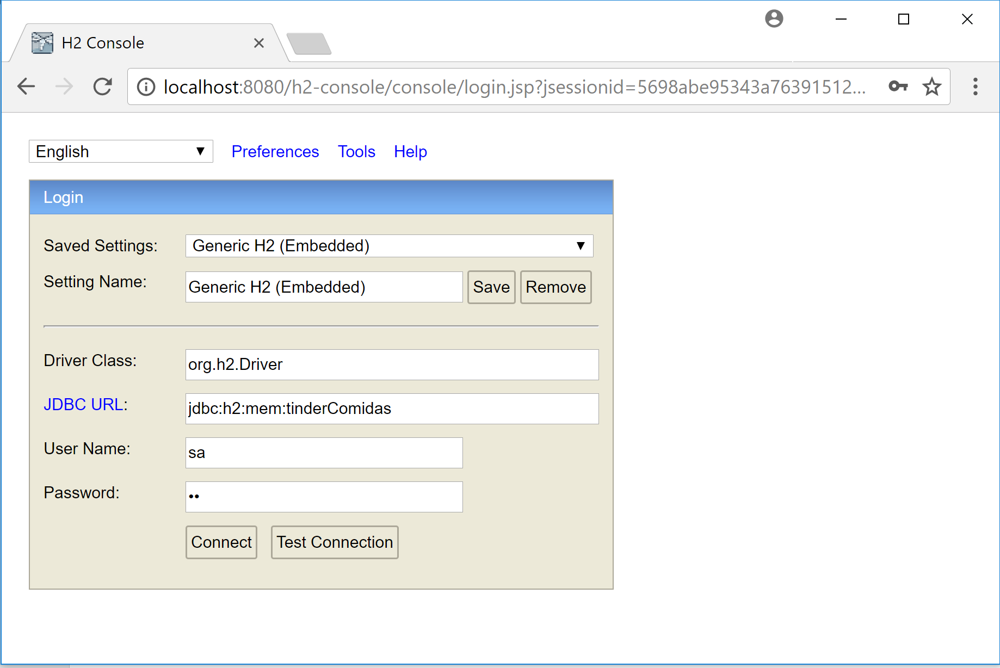 H2 Console
localhost:8080/h2-console/console/login.jsp?jsessionid=5698abe95343a76391512...
English Preferences Tools Help
Login
Saved Settings: Generic H2 (Embedded)
Setting Name: Generic H2 (Embedded) Save Remove
Driver Class: org.h2.Driver
JDBC URL: jdbc:h2:mem:tinderComidas
User Name: sa
Password: ••
Connect Test Connection